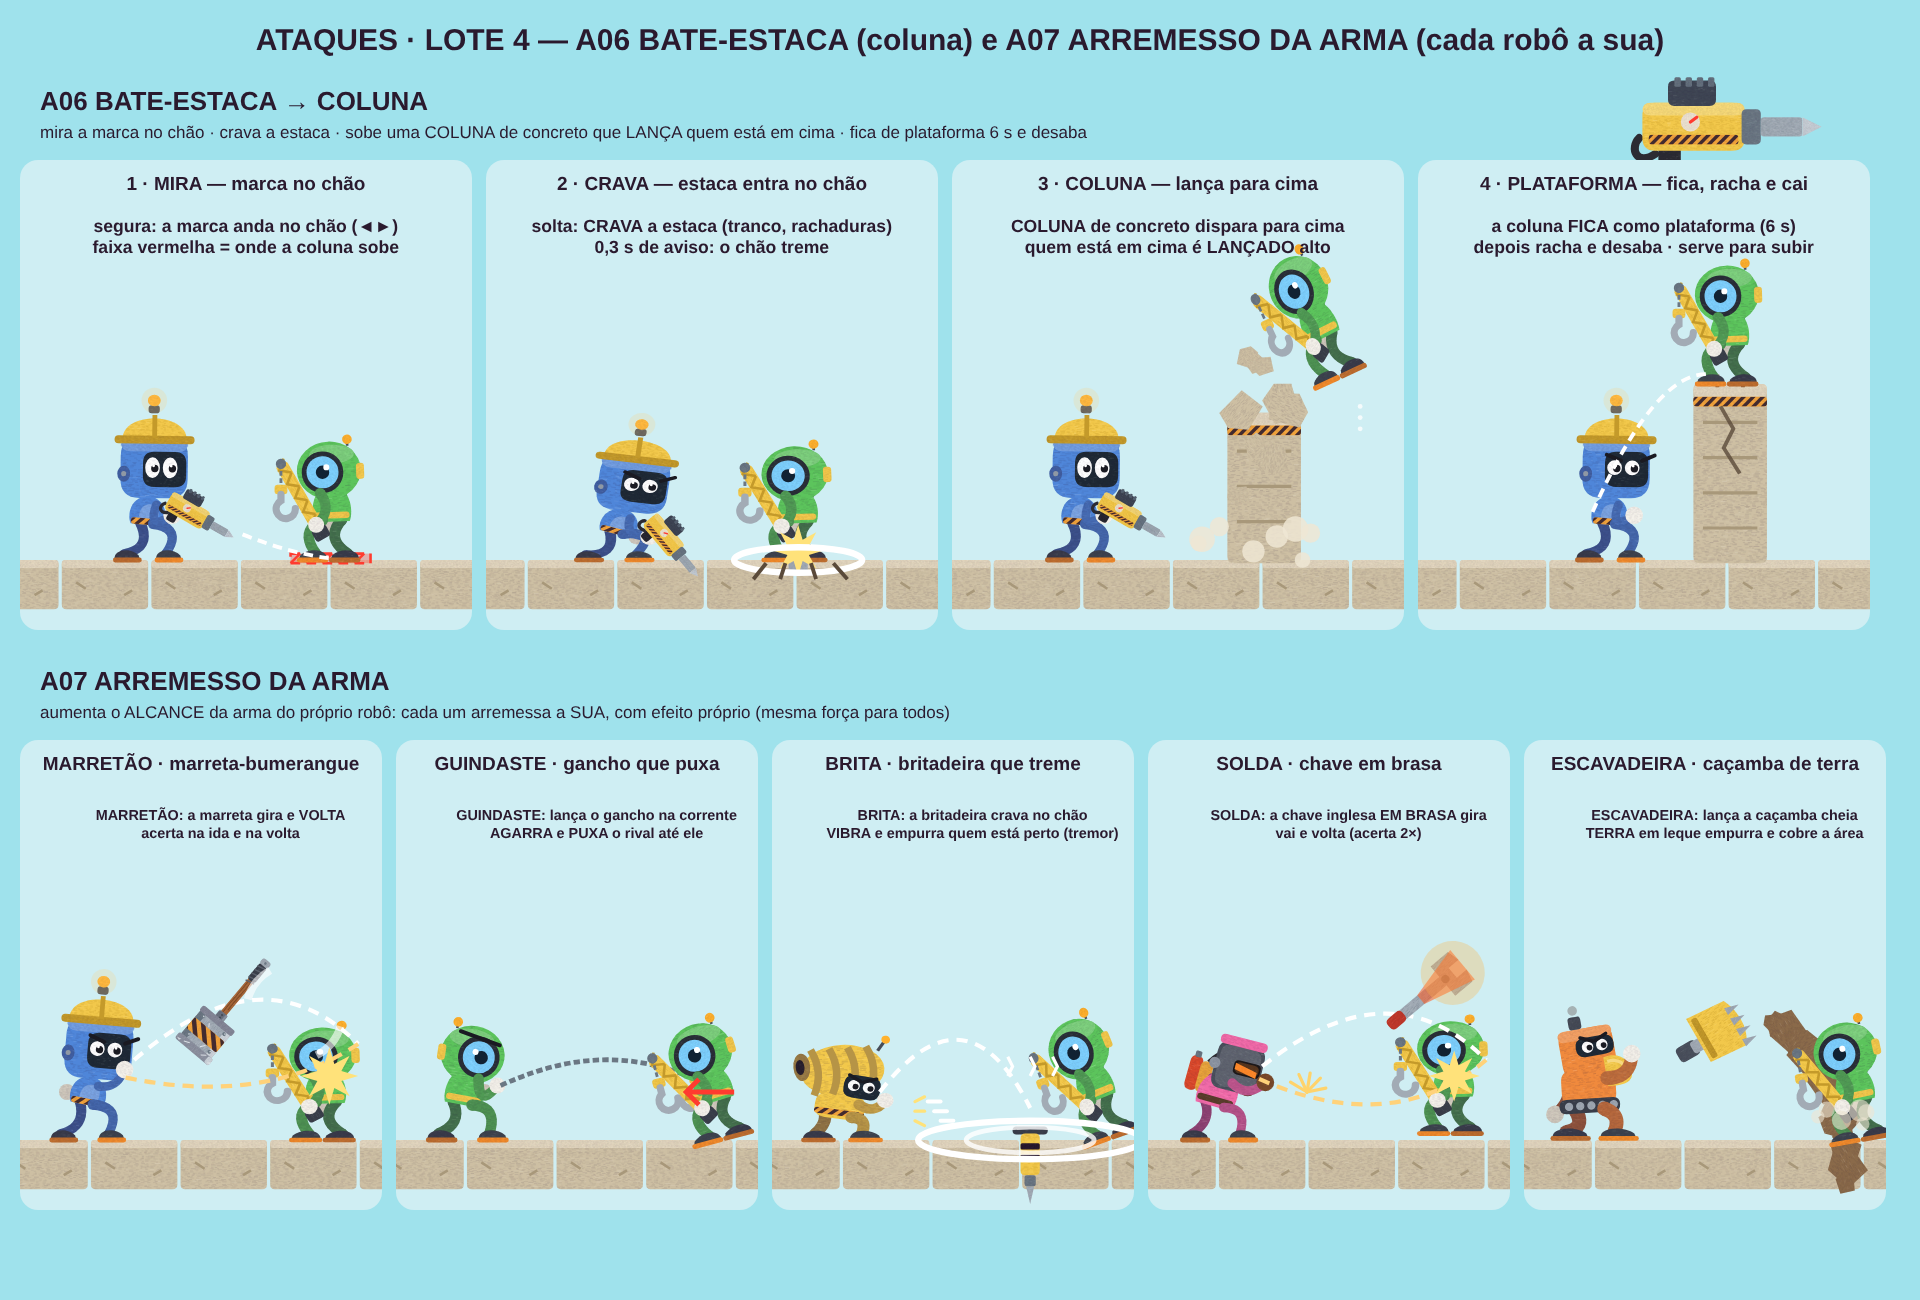 ATAQUES · LOTE 4 — A06 BATE-ESTACA (coluna) e A07 ARREMESSO DA ARMA (cada robô a sua)
A06 BATE-ESTACA → COLUNA
mira a marca no chão · crava a estaca · sobe uma COLUNA de concreto que LANÇA quem está em cima · fica de plataforma 6 s e desaba
1 · MIRA — marca no chão
segura: a marca anda no chão (◄►)
faixa vermelha = onde a coluna sobe
2 · CRAVA — estaca entra no chão
solta: CRAVA a estaca (tranco, rachaduras)
0,3 s de aviso: o chão treme
3 · COLUNA — lança para cima
COLUNA de concreto dispara para cima
quem está em cima é LANÇADO alto
4 · PLATAFORMA — fica, racha e cai
a coluna FICA como plataforma (6 s)
depois racha e desaba · serve para subir
A07 ARREMESSO DA ARMA
aumenta o ALCANCE da arma do próprio robô: cada um arremessa a SUA, com efeito próprio (mesma força para todos)
MARRETÃO · marreta-bumerangue
MARRETÃO: a marreta gira e VOLTA
acerta na ida e na volta
GUINDASTE · gancho que puxa
GUINDASTE: lança o gancho na corrente
AGARRA e PUXA o rival até ele
BRITA · britadeira que treme
BRITA: a britadeira crava no chão
VIBRA e empurra quem está perto (tremor)
SOLDA · chave em brasa
SOLDA: a chave inglesa EM BRASA gira
vai e volta (acerta 2×)
ESCAVADEIRA · caçamba de terra
ESCAVADEIRA: lança a caçamba cheia
TERRA em leque empurra e cobre a área